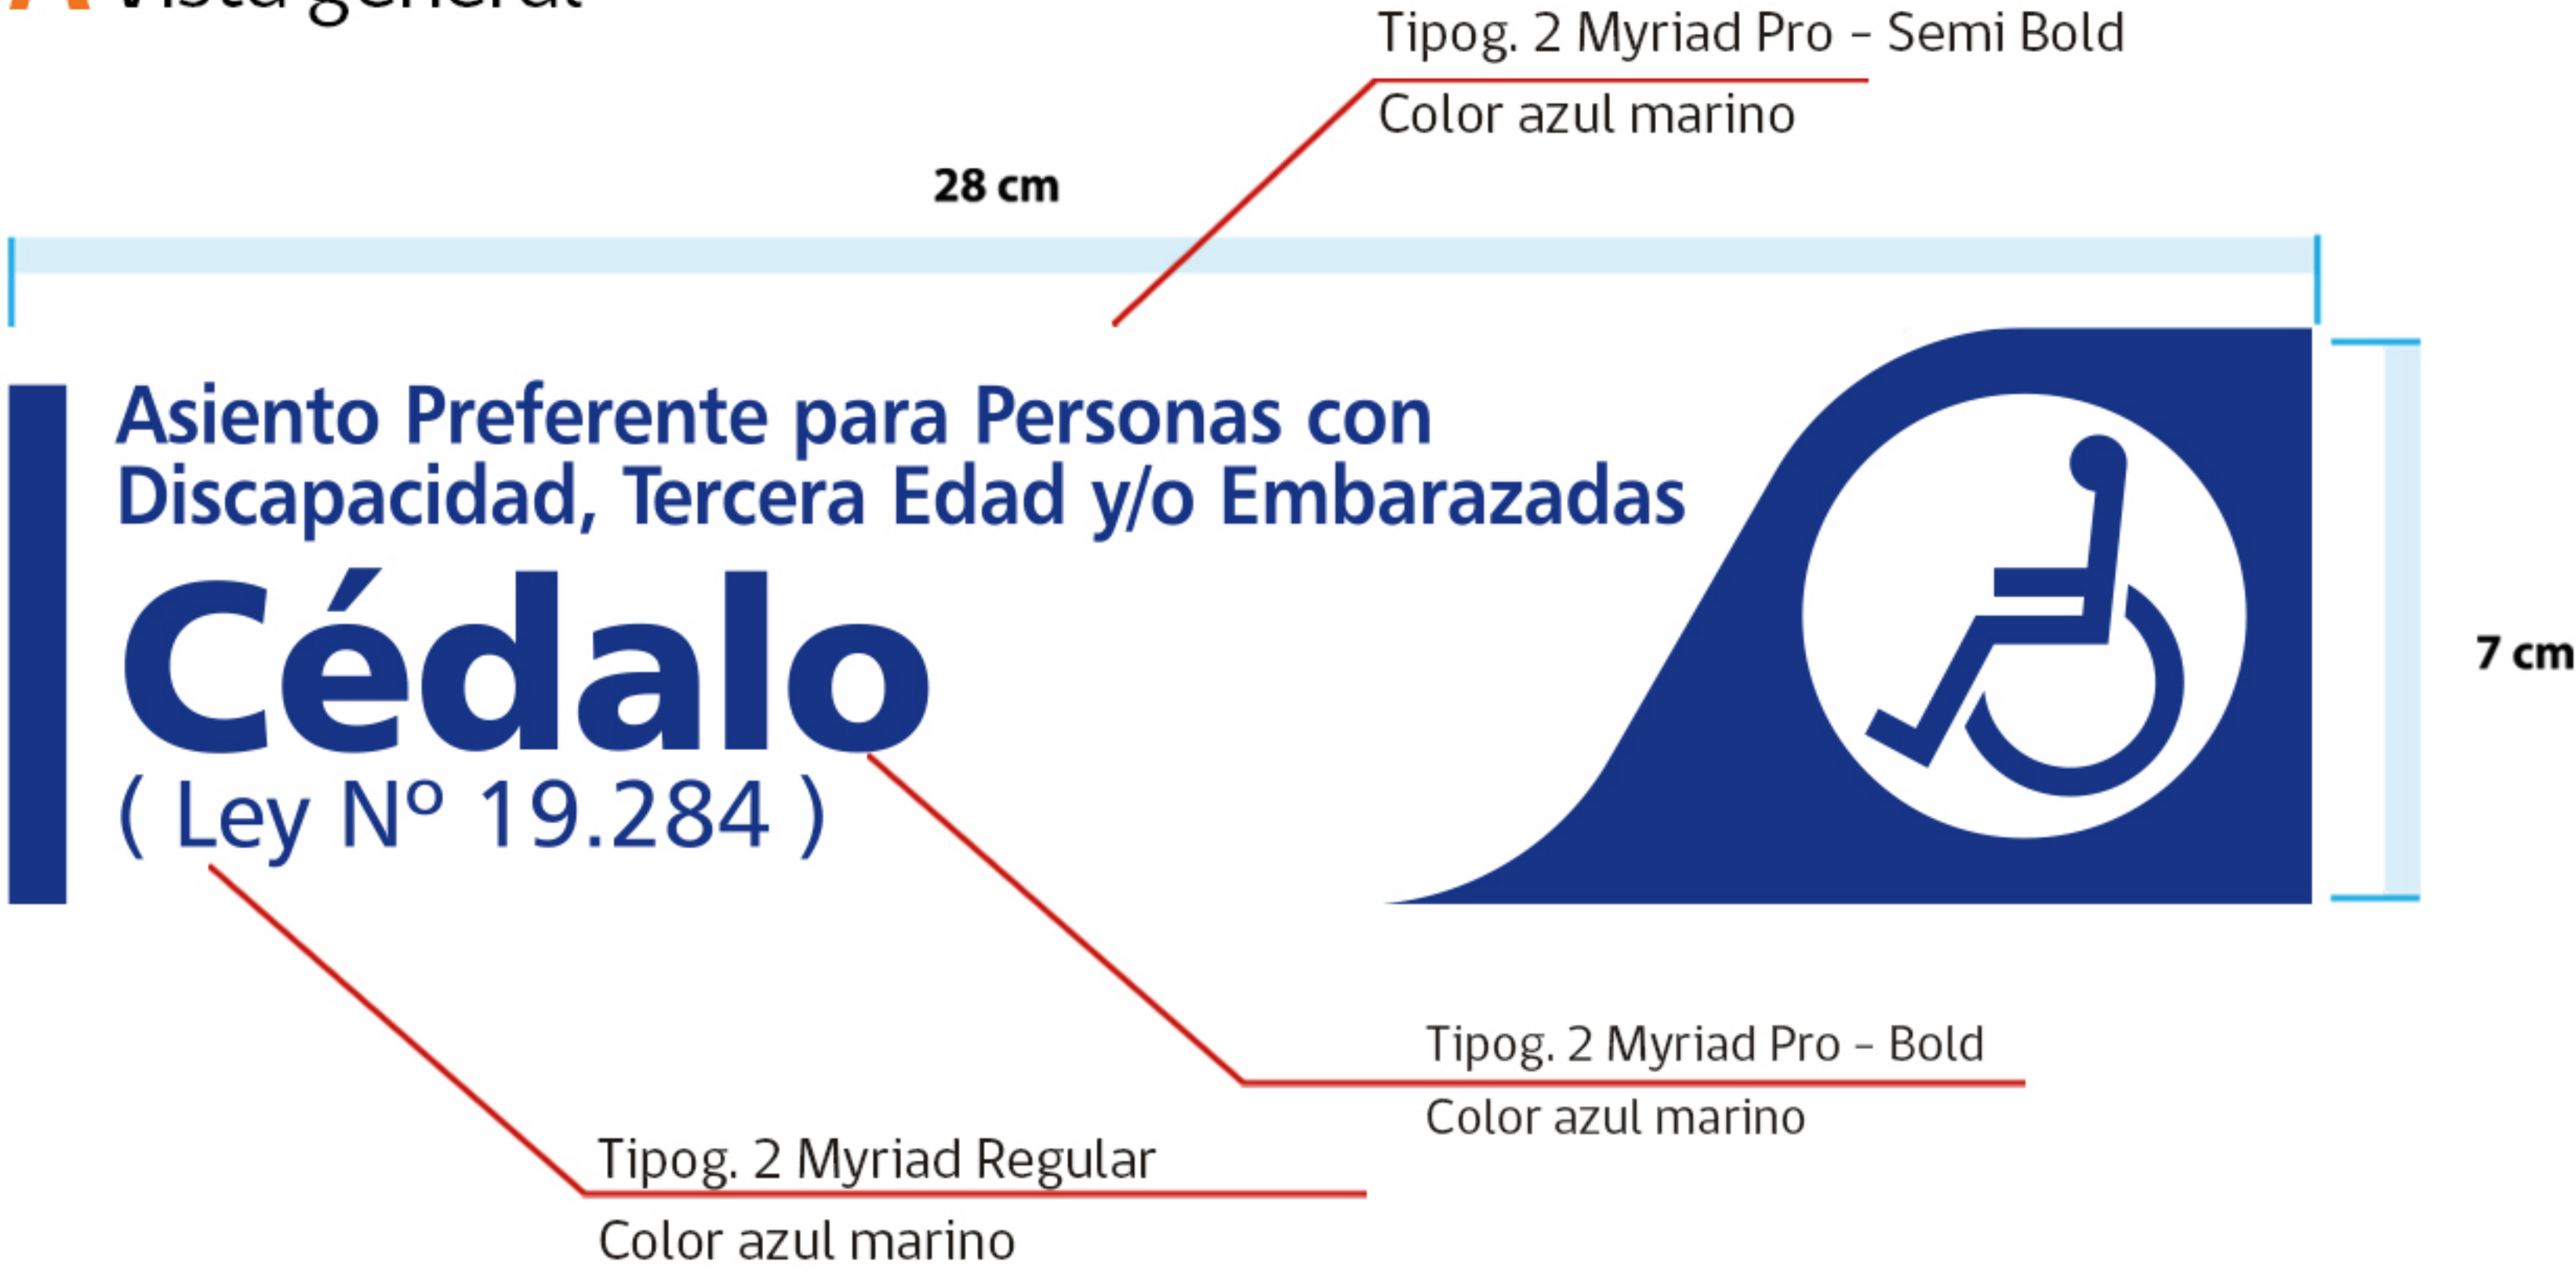 A Vista general
Tipog. 2 Myriad Pro – Semi Bold
Color azul marino
28 cm
Asiento Preferente para Personas con
Discapacidad, Tercera Edad y/o Embarazadas
Cédalo
( Ley Nº 19.284 )
7 cm
Tipog. 2 Myriad Pro – Bold
Color azul marino
Tipog. 2 Myriad Regular
Color azul marino